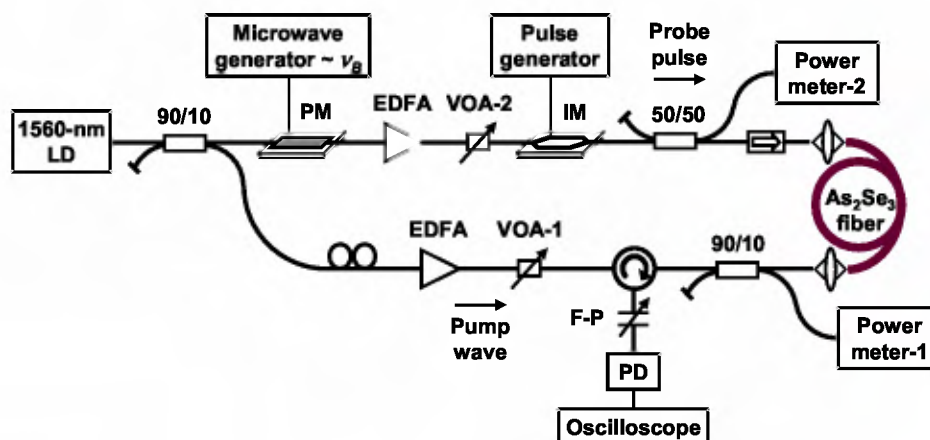 Microwave
generator ~ νB
Pulse
generator
Probe
pulse
Power
meter-2
1560-nm
LD
90/10
PM
EDFA
VOA-2
IM
50/50
As2Se3
fiber
EDFA
VOA-1
90/10
Pump
wave
F-P
Power
meter-1
PD
Oscilloscope